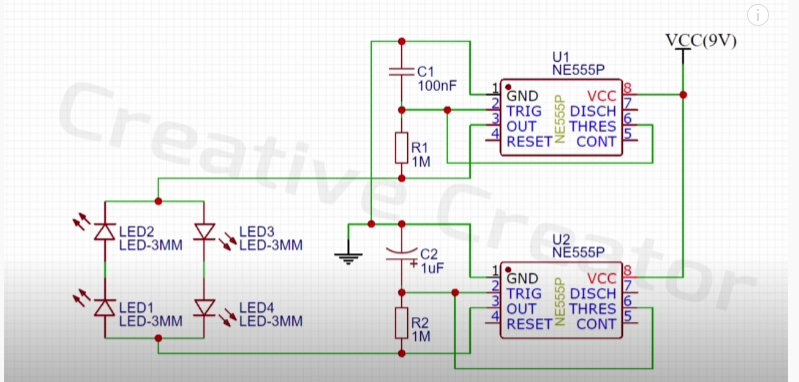 VCC(9V)
U1
NE555P
C1
100nF
1 GND VCC 8
2 TRIG DISCH 7
3 OUT THRES 6
4 RESET CONT 5
NE555P
R1
1M
Creative Creator
LED2
LED-3MM
LED3
LED-3MM
C2
+
1uF
U2
NE555P
1 GND VCC 8
2 TRIG DISCH 7
3 OUT THRES 6
4 RESET CONT 5
NE555P
LED1
LED-3MM
LED4
LED-3MM
R2
1M